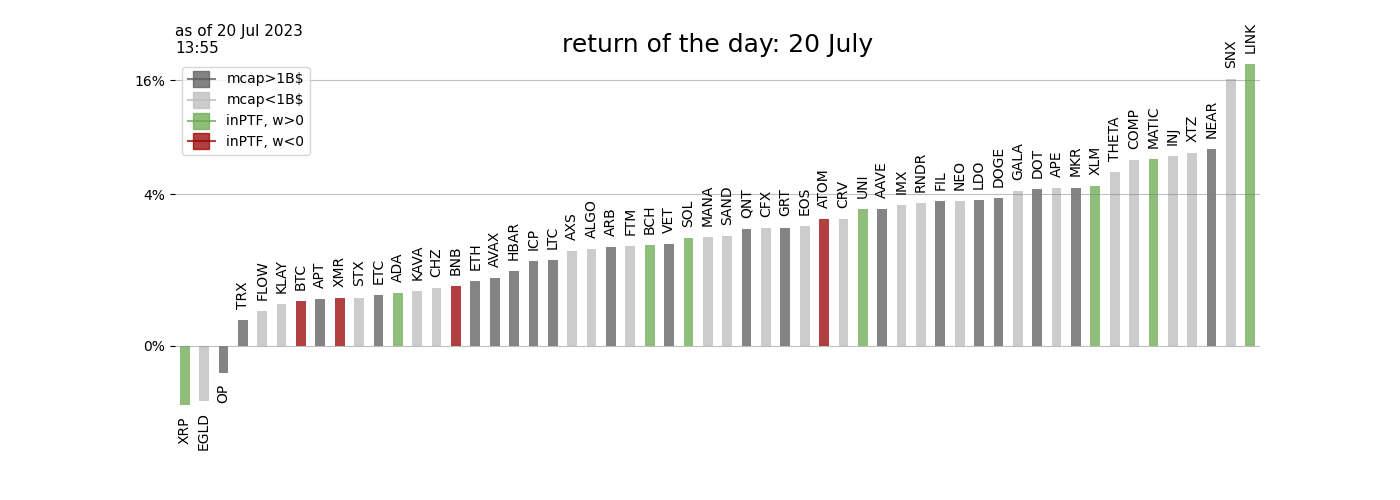 as of 20 Jul 2023
13:55
return of the day: 20 July
mcap>1B$
mcap<1B$
inPTF, w>0
inPTF, w<0
16%
4%
0%
XRP
EGLD
OP
TRX
FLOW
KLAY
BTC
APT
XMR
STX
ETC
ADA
KAVA
CHZ
BNB
ETH
AVAX
HBAR
ICP
LTC
AXS
ALGO
ARB
FTM
BCH
VET
SOL
MANA
SAND
QNT
CFX
GRT
EOS
ATOM
CRV
UNI
AAVE
IMX
RNDR
FIL
NEO
LDO
DOGE
GALA
DOT
APE
MKR
XLM
THETA
COMP
MATIC
INJ
XTZ
NEAR
SNX
LINK